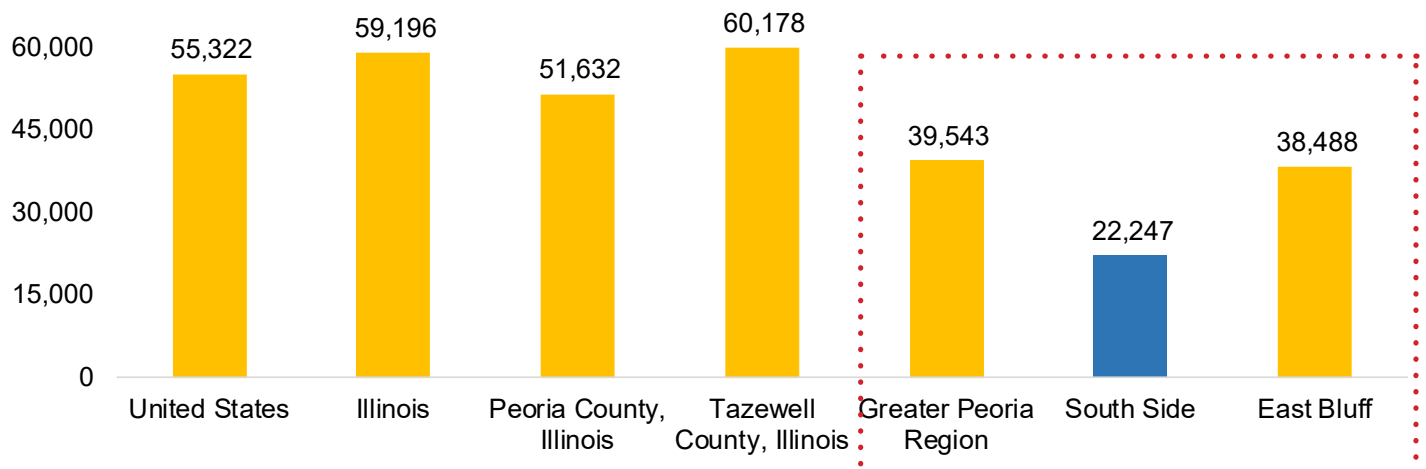 60,000
45,000
30,000
15,000
0
55,322
59,196
51,632
60,178
39,543
22,247
38,488
United States
Illinois
Peoria County,
Illinois
Tazewell
County, Illinois
Greater Peoria
Region
South Side
East Bluff